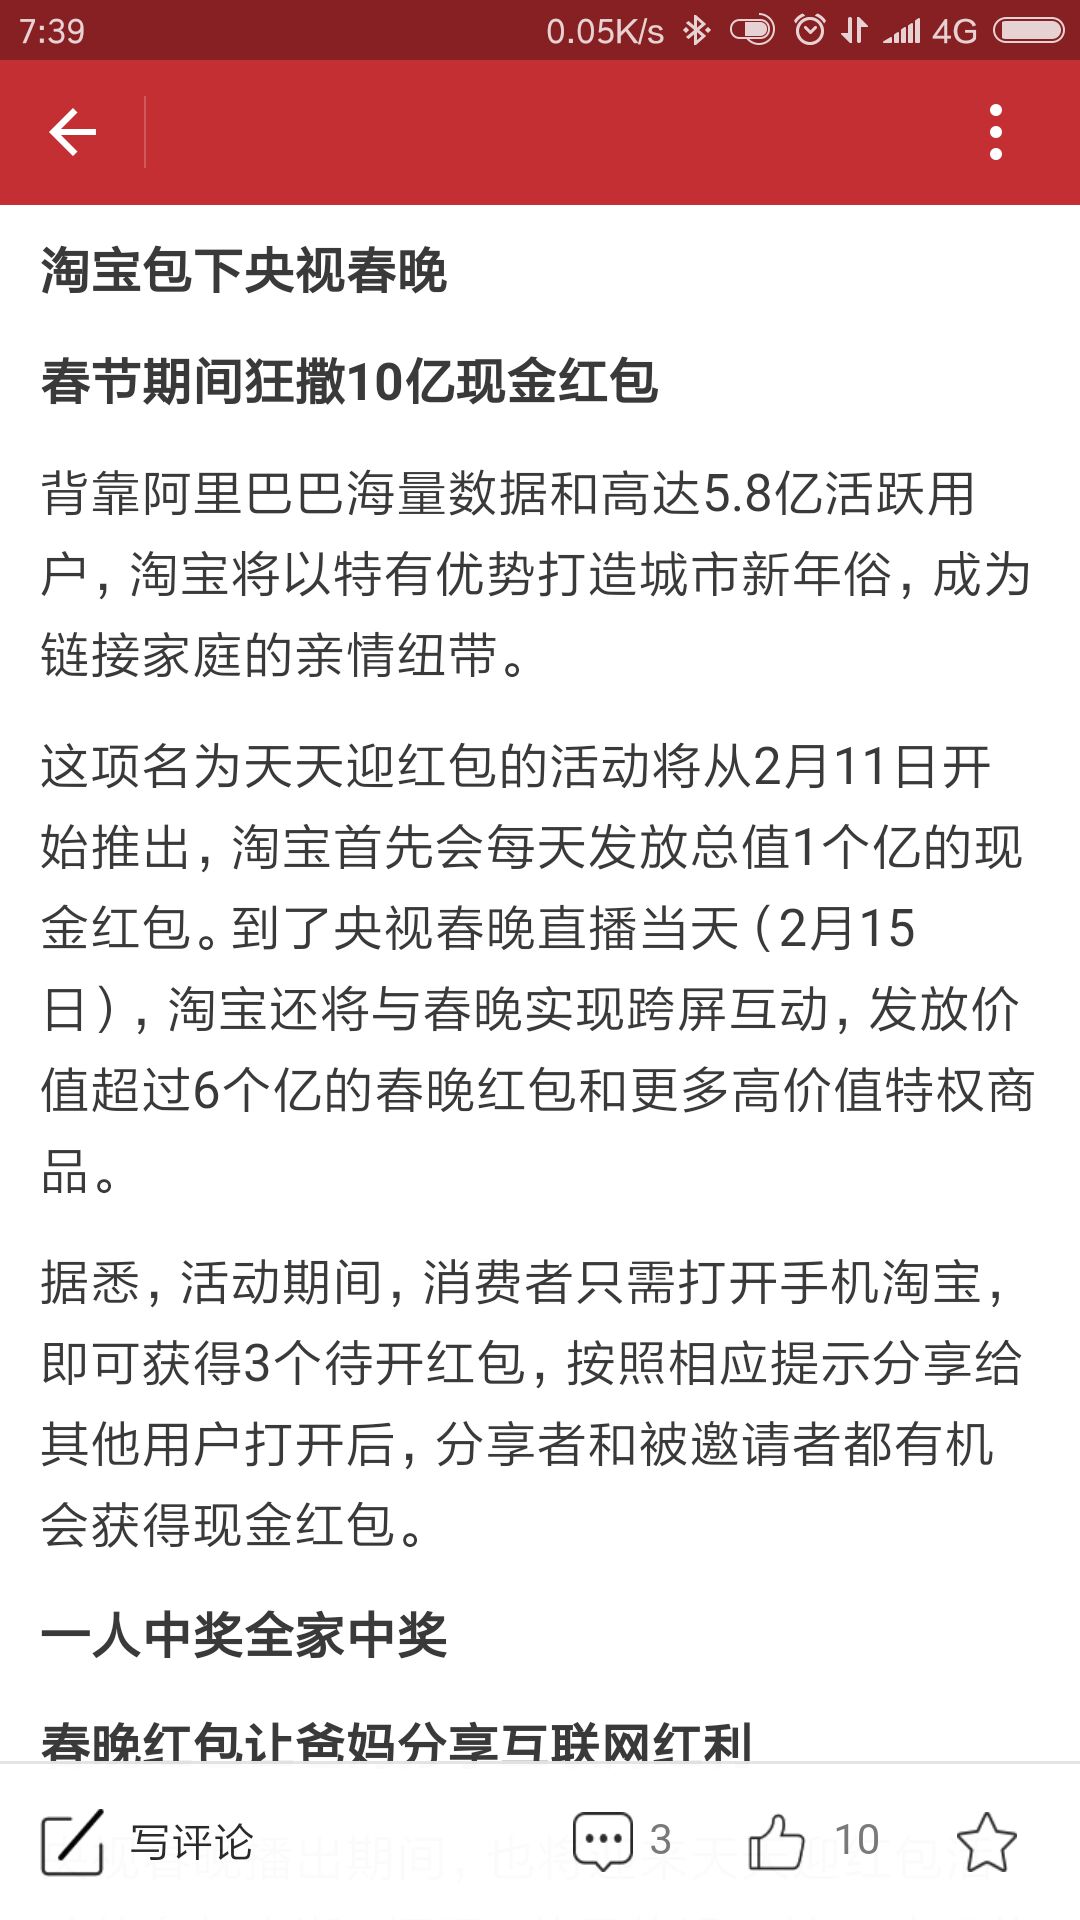 7:39 0.05K/s 4G
淘宝包下央视春晚
春节期间狂撒10亿现金红包
背靠阿里巴巴海量数据和高达5.8亿活跃用
户，淘宝将以特有优势打造城市新年俗，成为
链接家庭的亲情纽带。
这项名为天天迎红包的活动将从2月11日开
始推出，淘宝首先会每天发放总值1个亿的现
金红包。到了央视春晚直播当天（2月15
日），淘宝还将与春晚实现跨屏互动，发放价
值超过6个亿的春晚红包和更多高价值特权商
品。
据悉，活动期间，消费者只需打开手机淘宝，
即可获得3个待开红包，按照相应提示分享给
其他用户打开后，分享者和被邀请者都有机
会获得现金红包。
一人中奖全家中奖
春晚红包让爸妈分享互联网红利
写评论 3 10